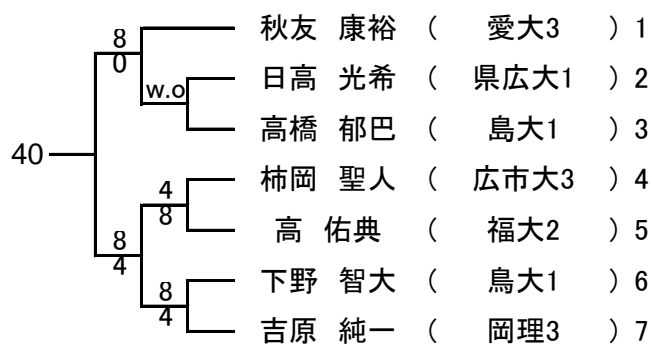 8
秋友 康裕 ( 愛大3 ) 1
0
日高 光希 ( 県広大1 ) 2
w.o
高橋 郁巴 ( 島大1 ) 3
40
柿岡 聖人 ( 広市大3 ) 4
4
8
高 佑典 ( 福大2 ) 5
8
4
下野 智大 ( 鳥大1 ) 6
8
4
吉原 純一 ( 岡理3 ) 7